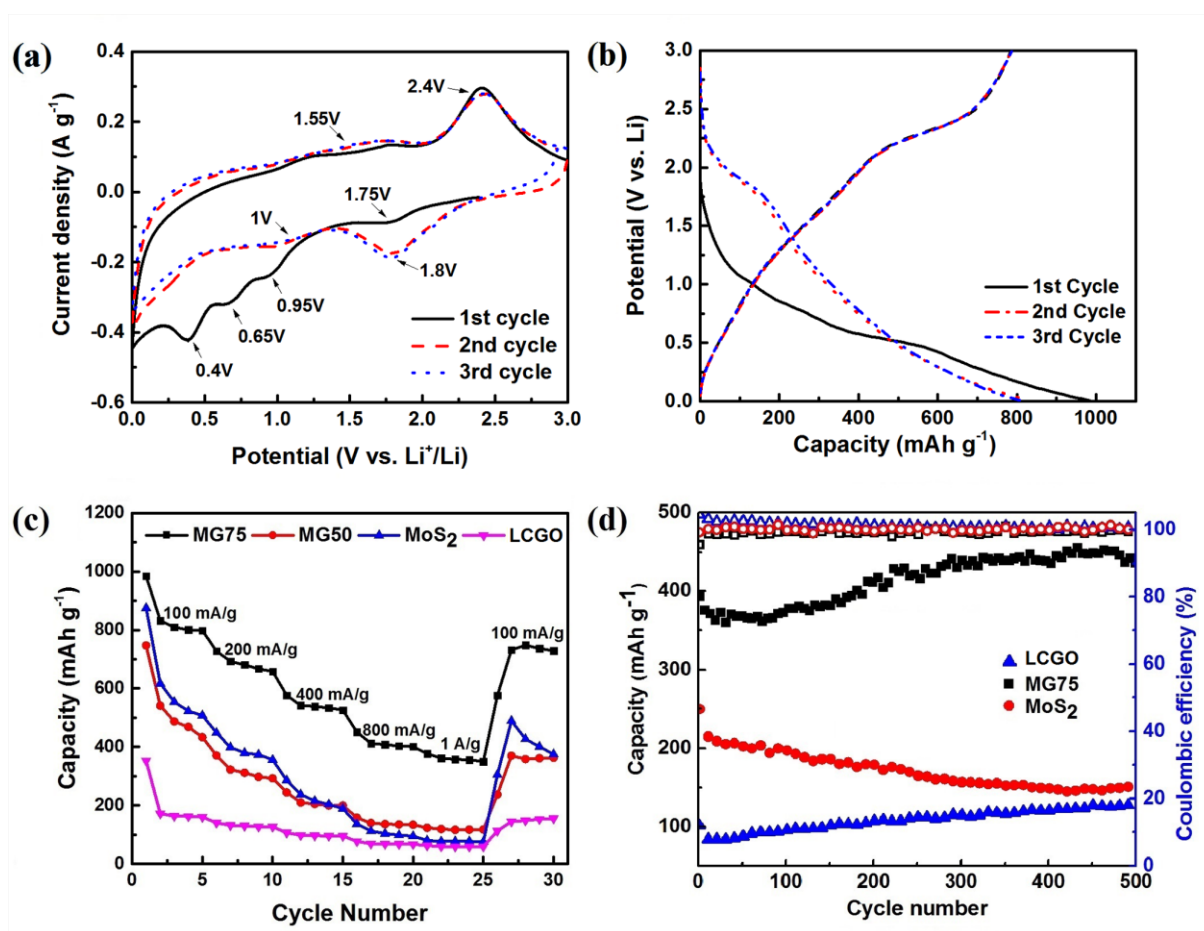 (a)
0.4
0.2
0.0
-0.2
-0.4
-0.6
Current density (A g⁻¹)
2.4V
1.55V
1.75V
1V
1.8V
0.95V
0.65V
0.4V
1st cycle
2nd cycle
3rd cycle
0.0 0.5 1.0 1.5 2.0 2.5 3.0
Potential (V vs. Li⁺/Li)
(b)
3.0
2.5
2.0
1.5
1.0
0.5
0.0
Potential (V vs. Li)
1st Cycle
2nd Cycle
3rd Cycle
0 200 400 600 800 1000
Capacity (mAh g⁻¹)
(c)
1200
1000
800
600
400
200
0
Capacity (mAh g⁻¹)
MG75 MG50 MoS₂ LCGO
100 mA/g
200 mA/g
400 mA/g
800 mA/g
1 A/g
100 mA/g
0 5 10 15 20 25 30
Cycle Number
(d)
500
400
300
200
100
Capacity (mAh g⁻¹)
LCGO
MG75
MoS₂
100
80
60
40
20
0
Coulombic efficiency (%)
0 100 200 300 400 500
Cycle number